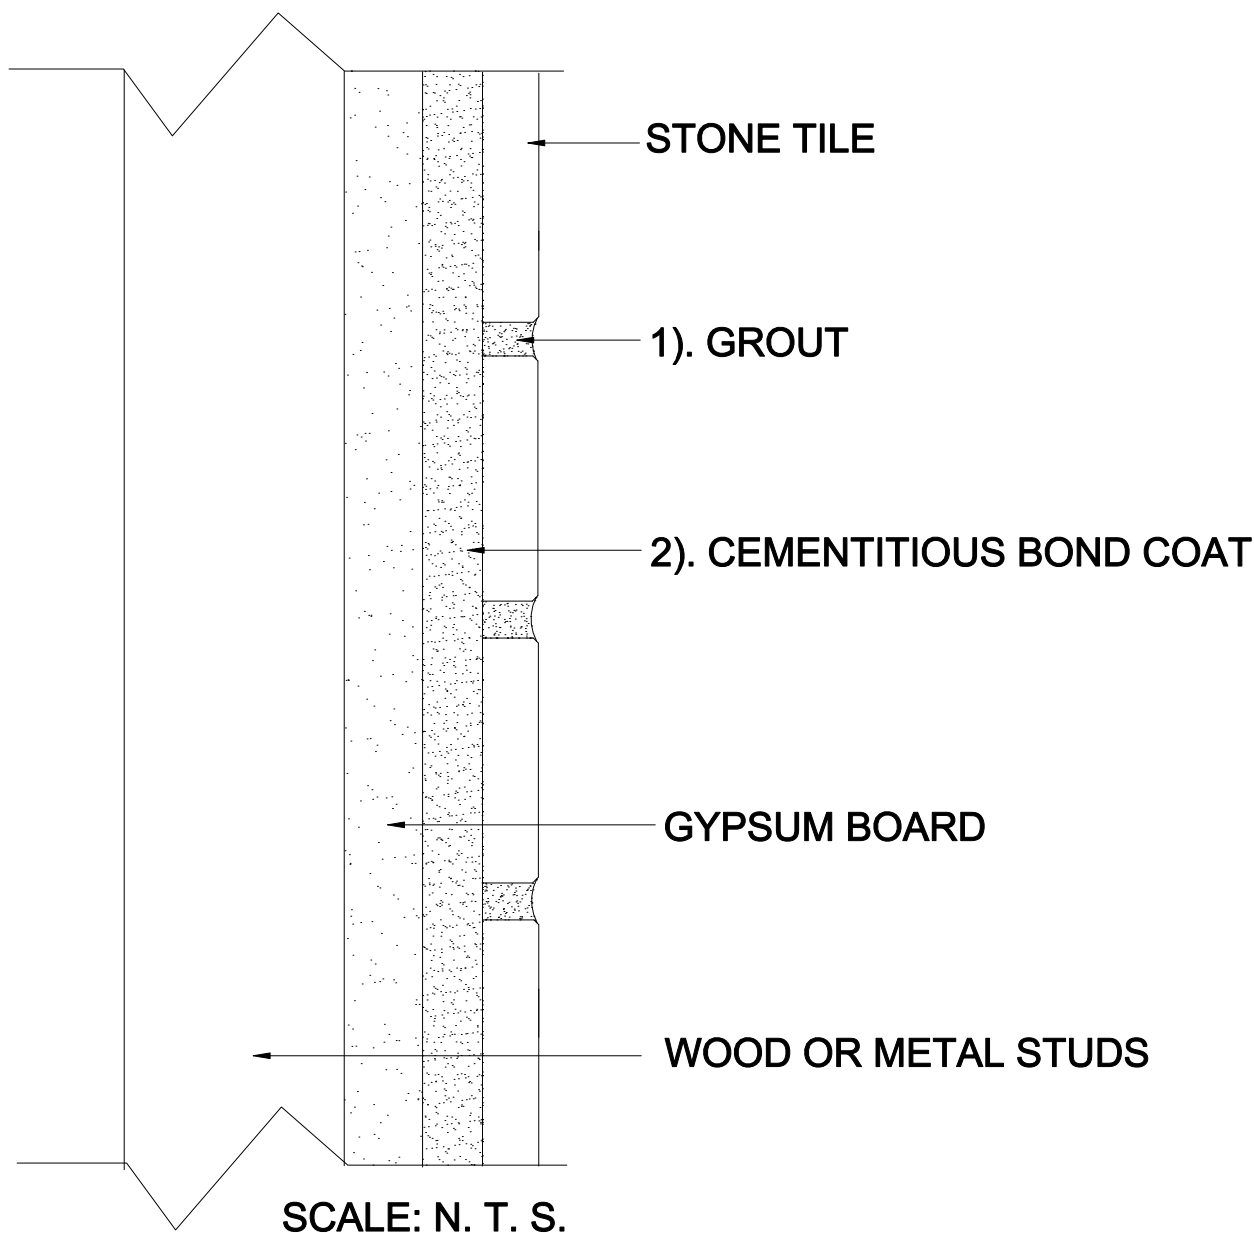 STONE TILE
1). GROUT
2). CEMENTITIOUS BOND COAT
GYPSUM BOARD
WOOD OR METAL STUDS
SCALE: N. T. S.